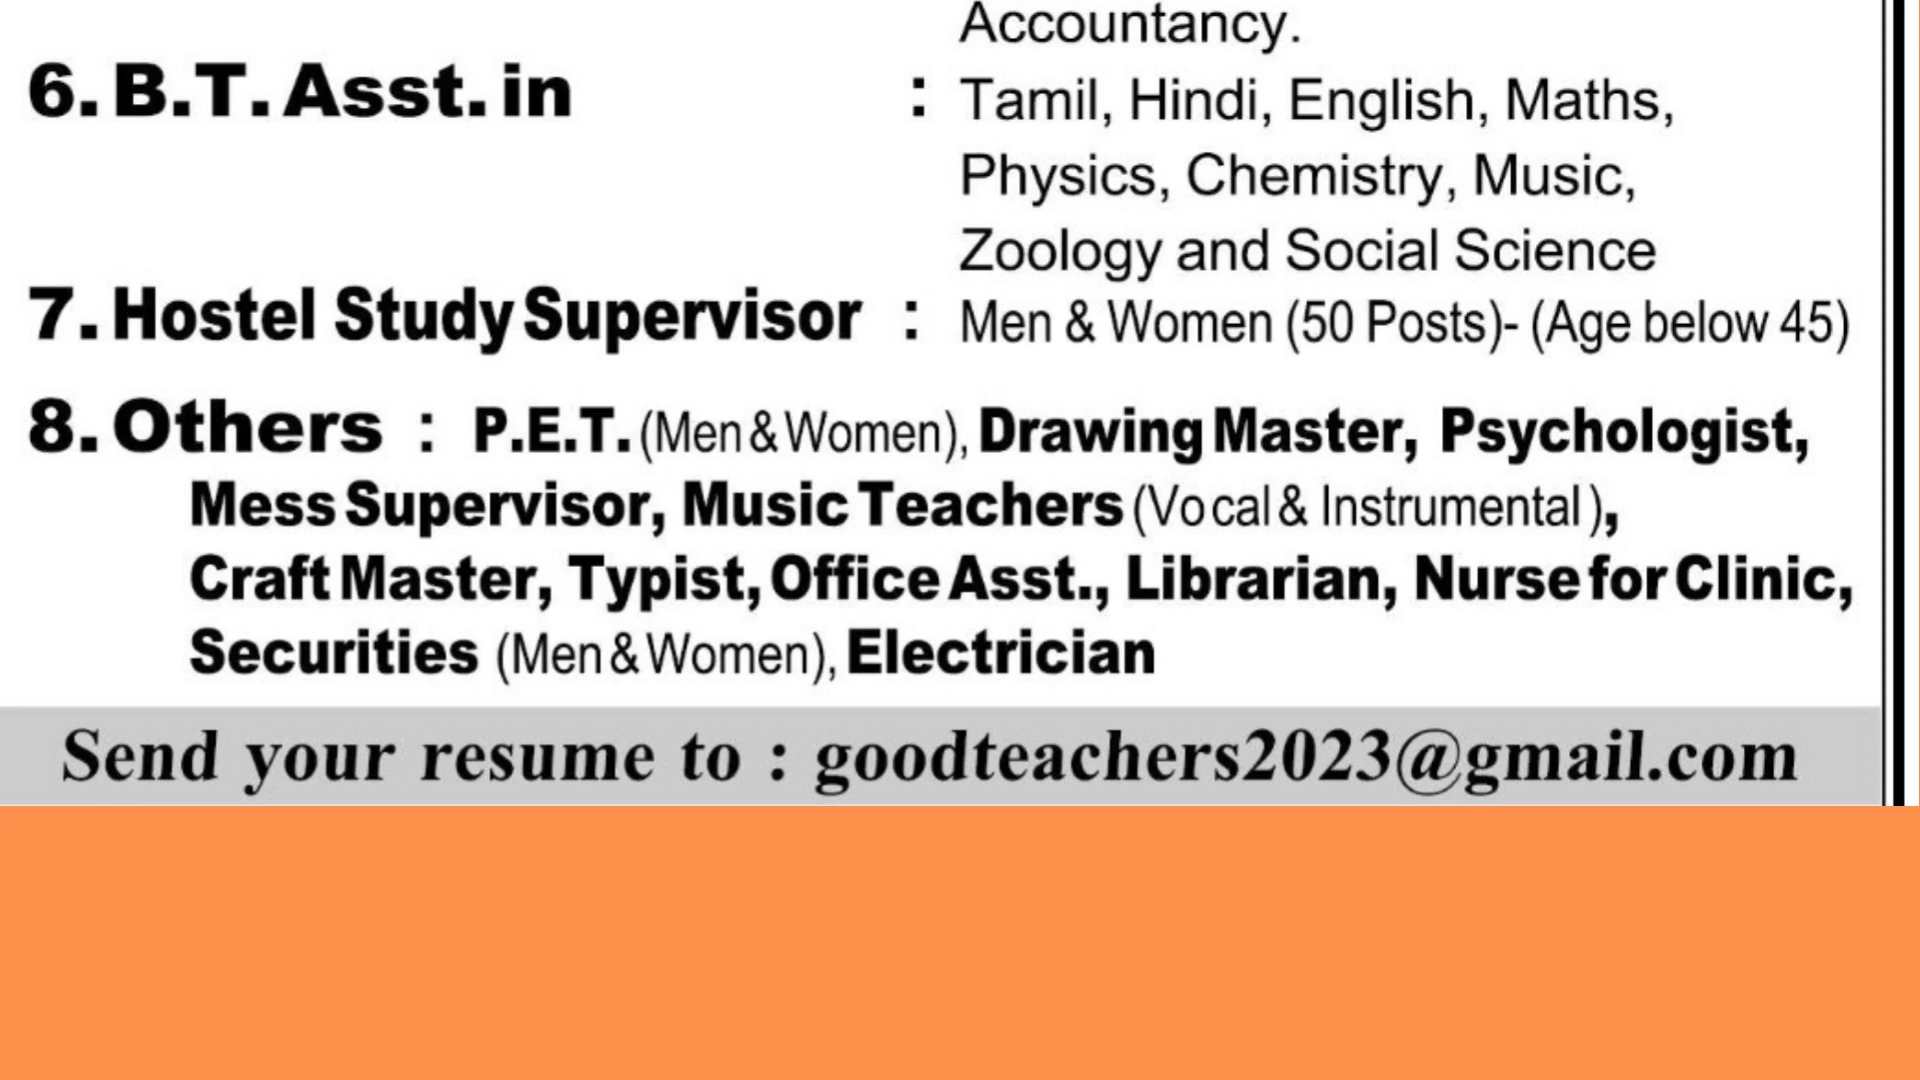 Accountancy.
6. B.T. Asst. in : Tamil, Hindi, English, Maths,
Physics, Chemistry, Music,
Zoology and Social Science
7. Hostel Study Supervisor : Men & Women (50 Posts)- (Age below 45)
8. Others : P.E.T. (Men & Women), Drawing Master, Psychologist,
Mess Supervisor, Music Teachers (Vocal & Instrumental),
Craft Master, Typist, Office Asst., Librarian, Nurse for Clinic,
Securities (Men & Women), Electrician
Send your resume to : goodteachers2023@gmail.com